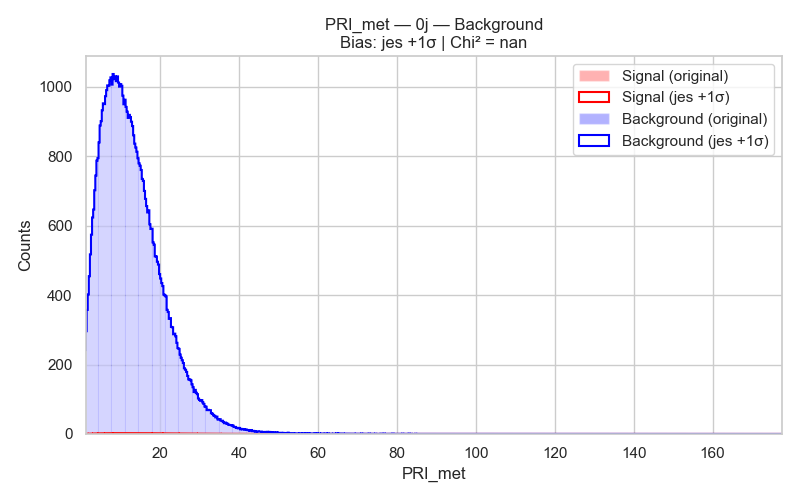 PRI_met — 0j — Background
Bias: jes +1σ | Chi² = nan
Signal (original)
Signal (jes +1σ)
Background (original)
Background (jes +1σ)
Counts
1000
800
600
400
200
0
20
40
60
80
100
120
140
160
PRI_met